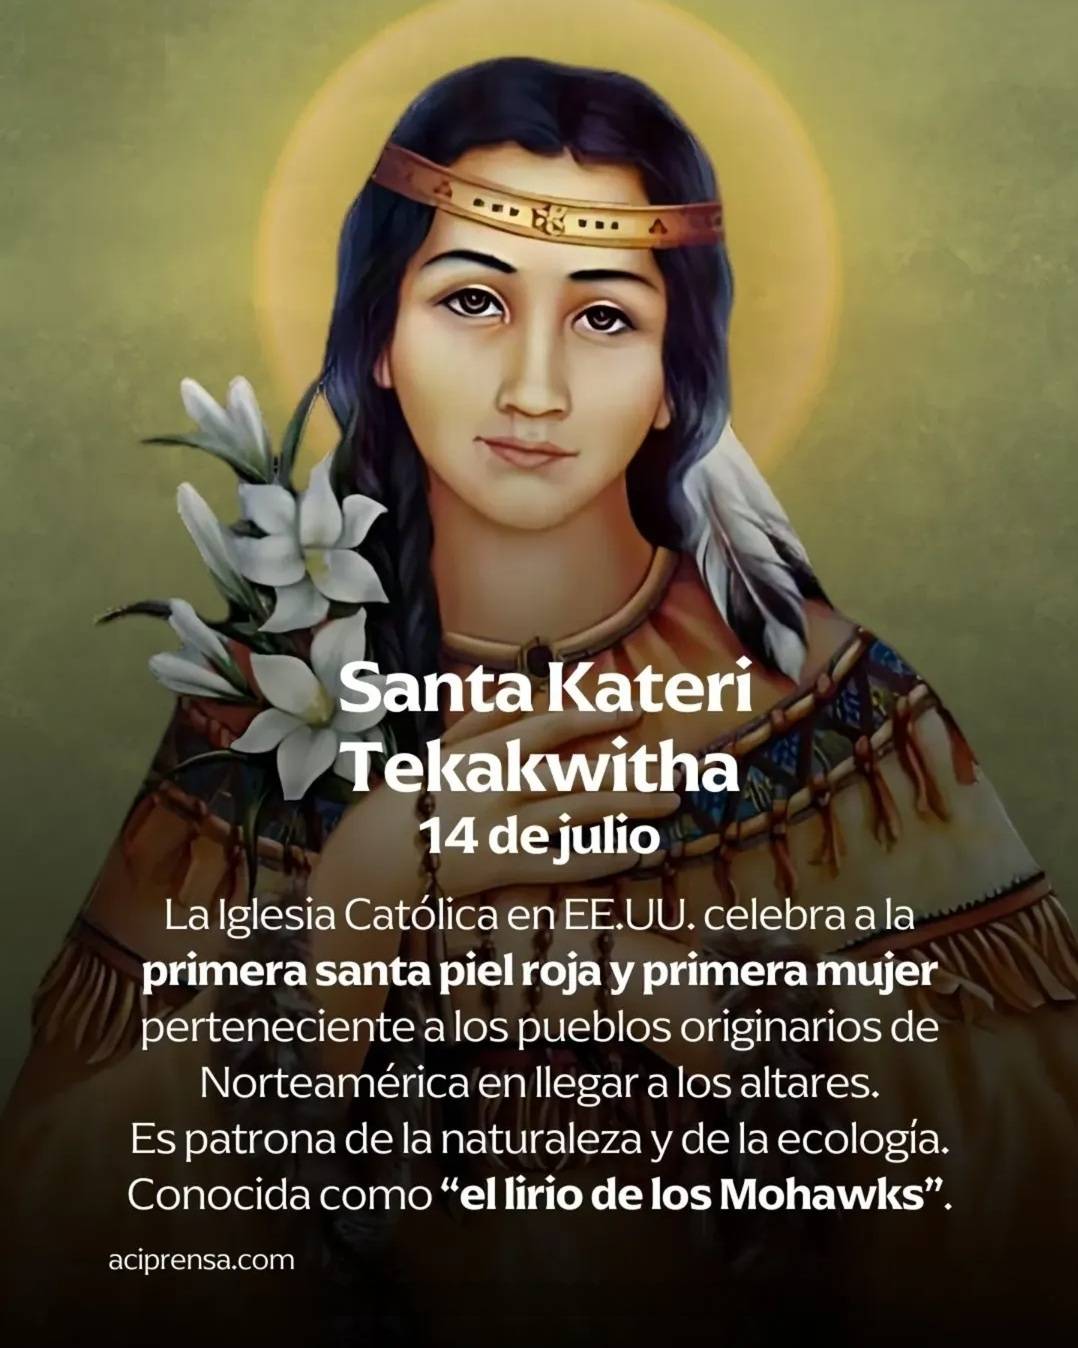 Santa Kateri
Tekakwitha
14 de julio
La Iglesia Católica en EE.UU. celebra a la
primera santa piel roja y primera mujer
perteneciente a los pueblos originarios de
Norteamérica en llegar a los altares.
Es patrona de la naturaleza y de la ecología.
Conocida como “el lirio de los Mohawks”.
aciprensa.com